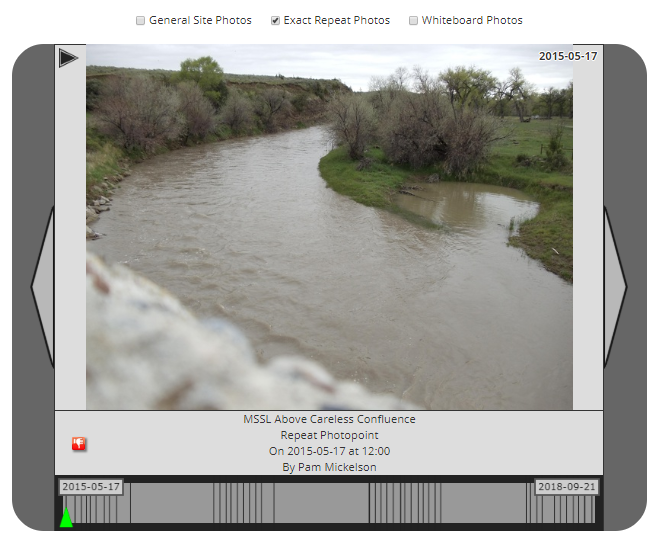 General Site Photos
Exact Repeat Photos
Whiteboard Photos
2015-05-17
MSSL Above Careless Confluence
Repeat Photopoint
On 2015-05-17 at 12:00
By Pam Mickelson
2015-05-17
2018-09-21